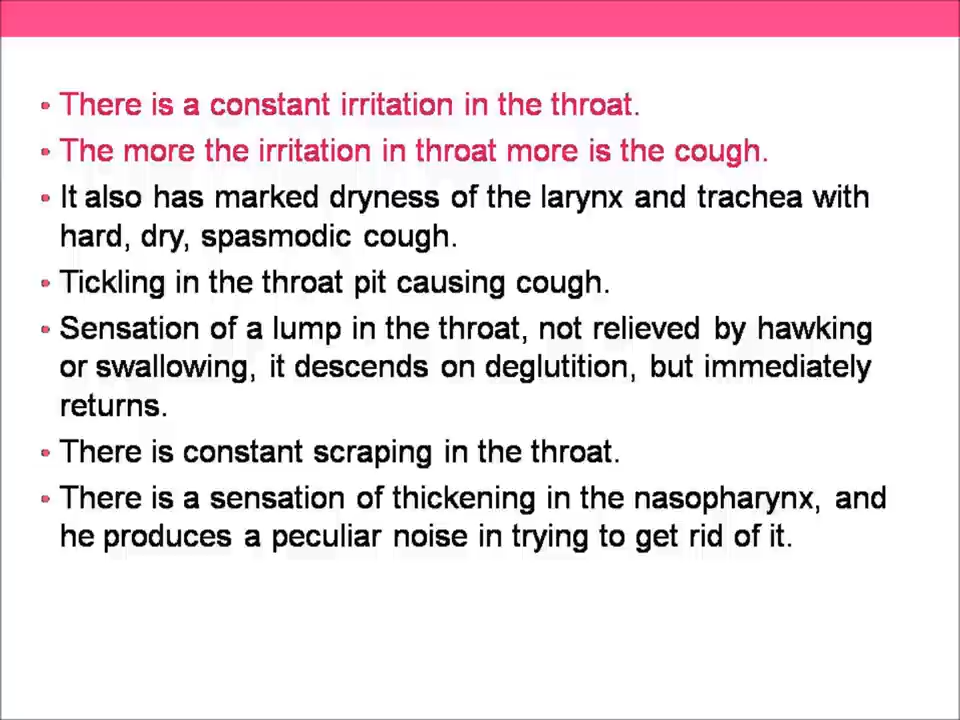 • There is a constant irritation in the throat.
• The more the irritation in throat more is the cough.
• It also has marked dryness of the larynx and trachea with
hard, dry, spasmodic cough.
• Tickling in the throat pit causing cough.
• Sensation of a lump in the throat, not relieved by hawking
or swallowing, it descends on deglutition, but immediately
returns.
• There is constant scraping in the throat.
• There is a sensation of thickening in the nasopharynx, and
he produces a peculiar noise in trying to get rid of it.